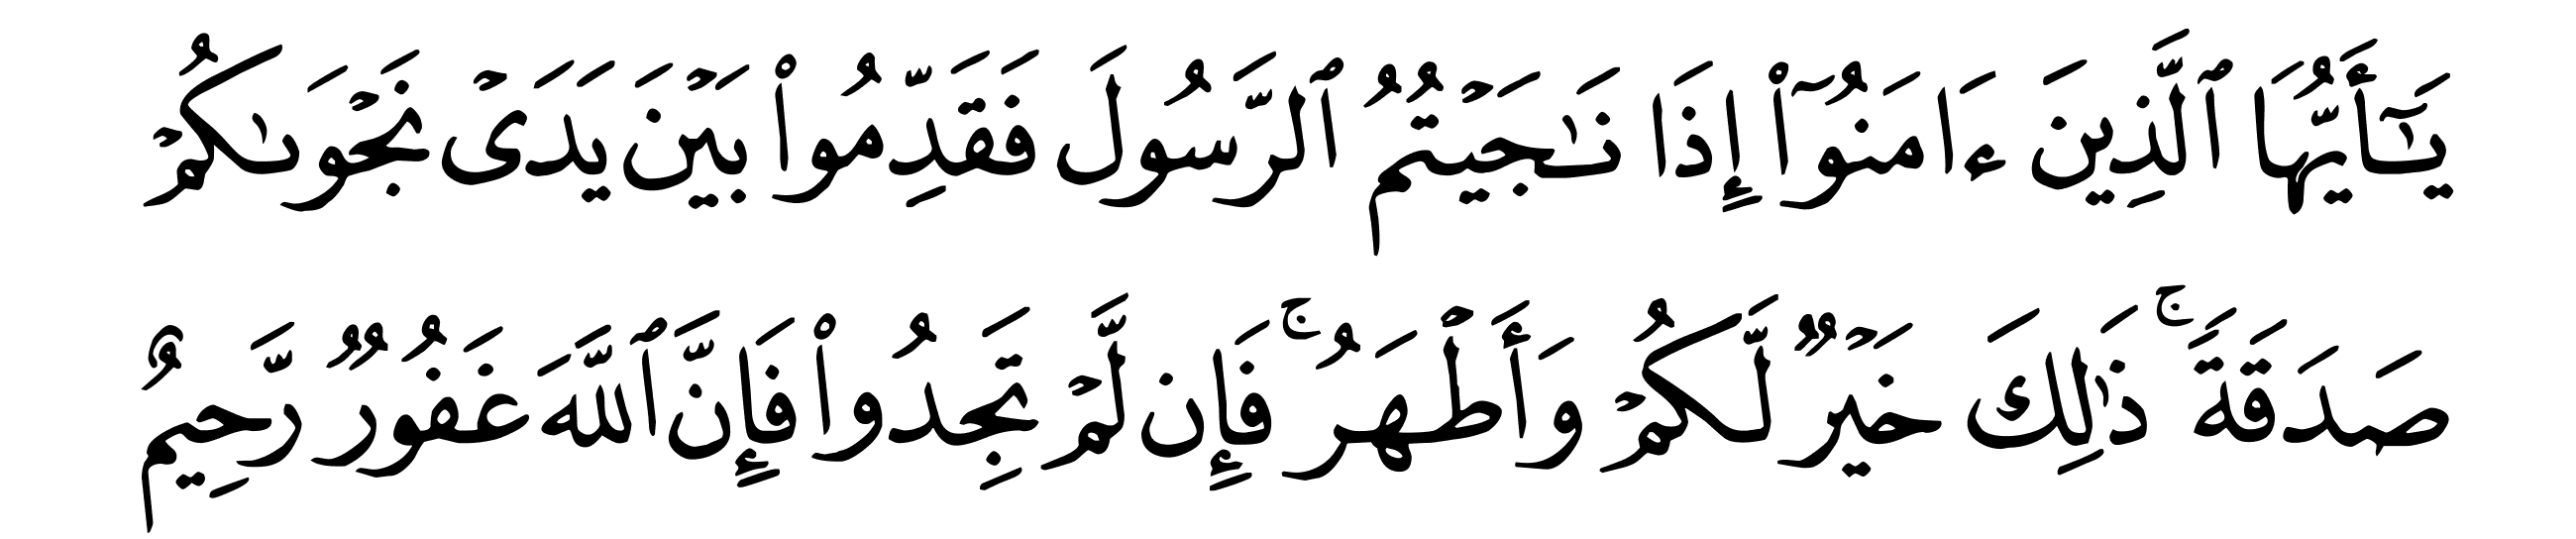 يَـٰٓأَيُّهَا ٱلَّذِينَ ءَامَنُوٓا۟ إِذَا نَـٰجَيْتُمُ ٱلرَّسُولَ فَقَدِّمُوا۟ بَيْنَ يَدَىْ نَجْوَىٰكُمْ
صَدَقَةً ۚ ذَٰلِكَ خَيْرٌ لَّكُمْ وَأَطْهَرُ ۚ فَإِن لَّمْ تَجِدُوا۟ فَإِنَّ ٱللَّهَ غَفُورٌ رَّحِيمٌ